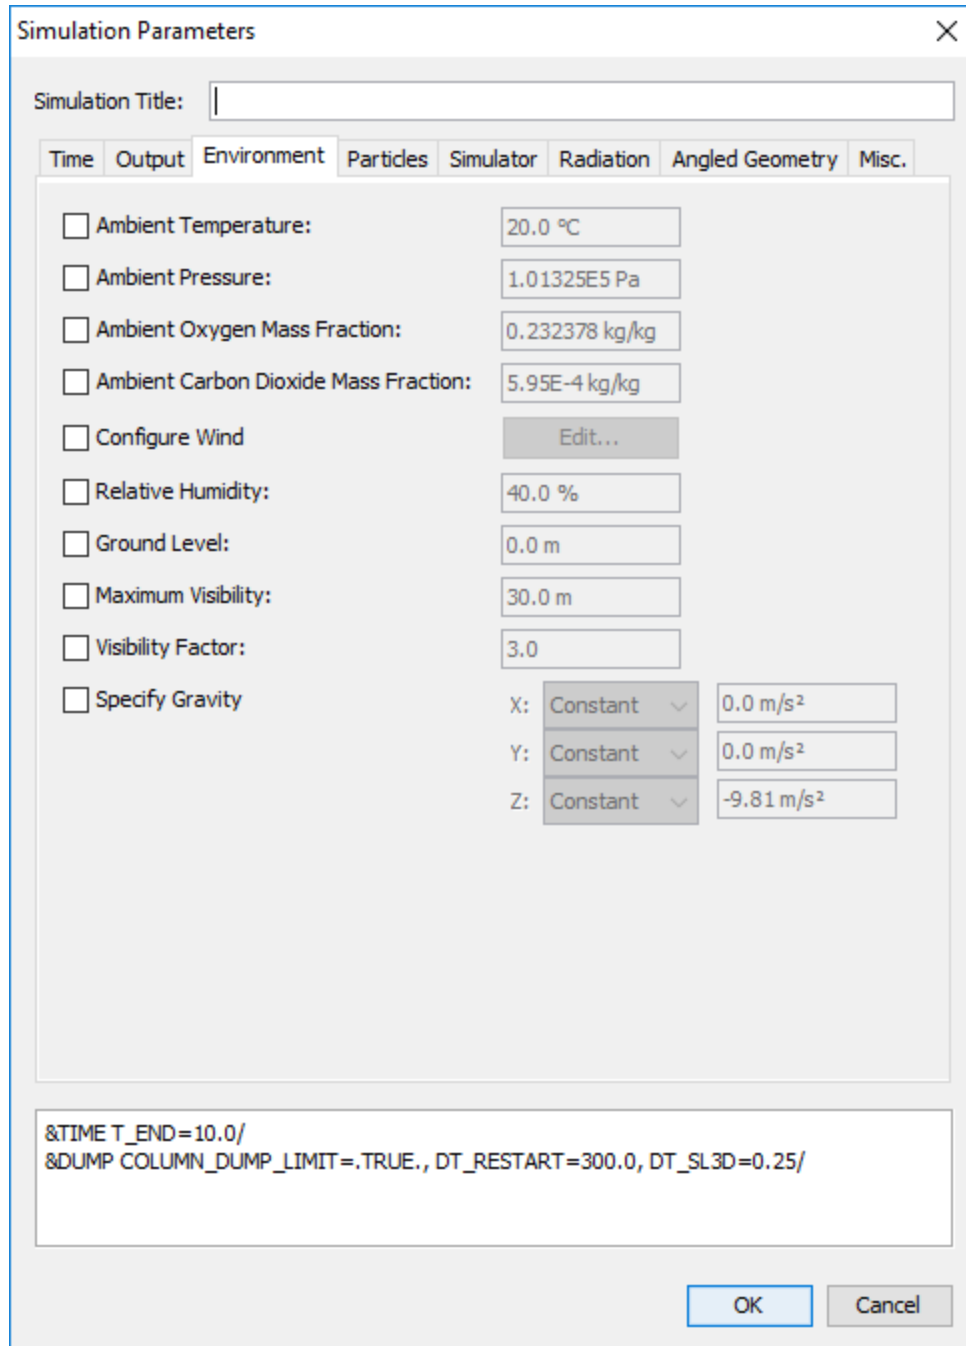 Simulation Parameters
Simulation Title:
Time Output Environment Particles Simulator Radiation Angled Geometry Misc.
Ambient Temperature: 20.0 °C
Ambient Pressure: 1.01325E5 Pa
Ambient Oxygen Mass Fraction: 0.232378 kg/kg
Ambient Carbon Dioxide Mass Fraction: 5.95E-4 kg/kg
Configure Wind Edit...
Relative Humidity: 40.0 %
Ground Level: 0.0 m
Maximum Visibility: 30.0 m
Visibility Factor: 3.0
Specify Gravity X: Constant 0.0 m/s²
Y: Constant 0.0 m/s²
Z: Constant -9.81 m/s²
&TIME T_END=10.0/
&DUMP COLUMN_DUMP_LIMIT=.TRUE., DT_RESTART=300.0, DT_SL3D=0.25/
OK Cancel